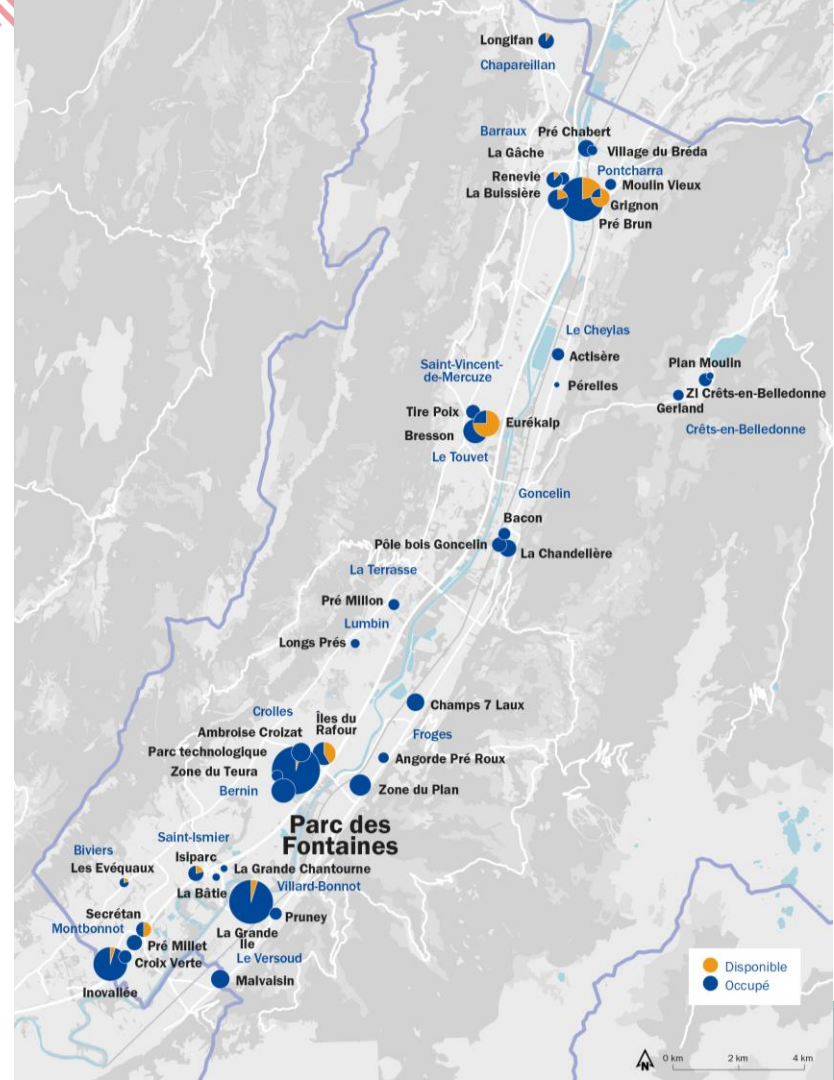 Longifan
Chapareillan
Barraux
Pré Chabert
La Gâche
Village du Bréda
Pontcharra
Renevie
Moulin Vieux
La Buissière
Grignon
Pré Brun
Le Cheylas
Actisère
Saint-Vincent-
de-Mercuze
Plan Moulin
Pérelles
ZI Crêts-en-Belledonne
Gerland
Tire Poix
Eurékalp
Bresson
Crêts-en-Belledonne
Le Touvet
Goncelin
Bacon
Pôle bois Goncelin
La Chandelière
La Terrasse
Pré Millon
Lumbin
Longs Prés
Champs 7 Laux
Crolles
Îles du
Rafour
Ambroise Croizat
Froges
Parc technologique
Angorde Pré Roux
Zone du Teura
Bernin
Zone du Plan
Parc des
Fontaines
Saint-Ismier
Biviers
Isiparc
Les Evéquaux
La Grande Chantourne
La Bâtie
Villard-Bonnot
Secrétan
Pruney
Montbonnot
La Grande
Ile
Pré Millet
Le Versoud
Croix Verte
Malvaisin
Inovallée
Disponible
Occupé
N
0 km
2 km
4 km